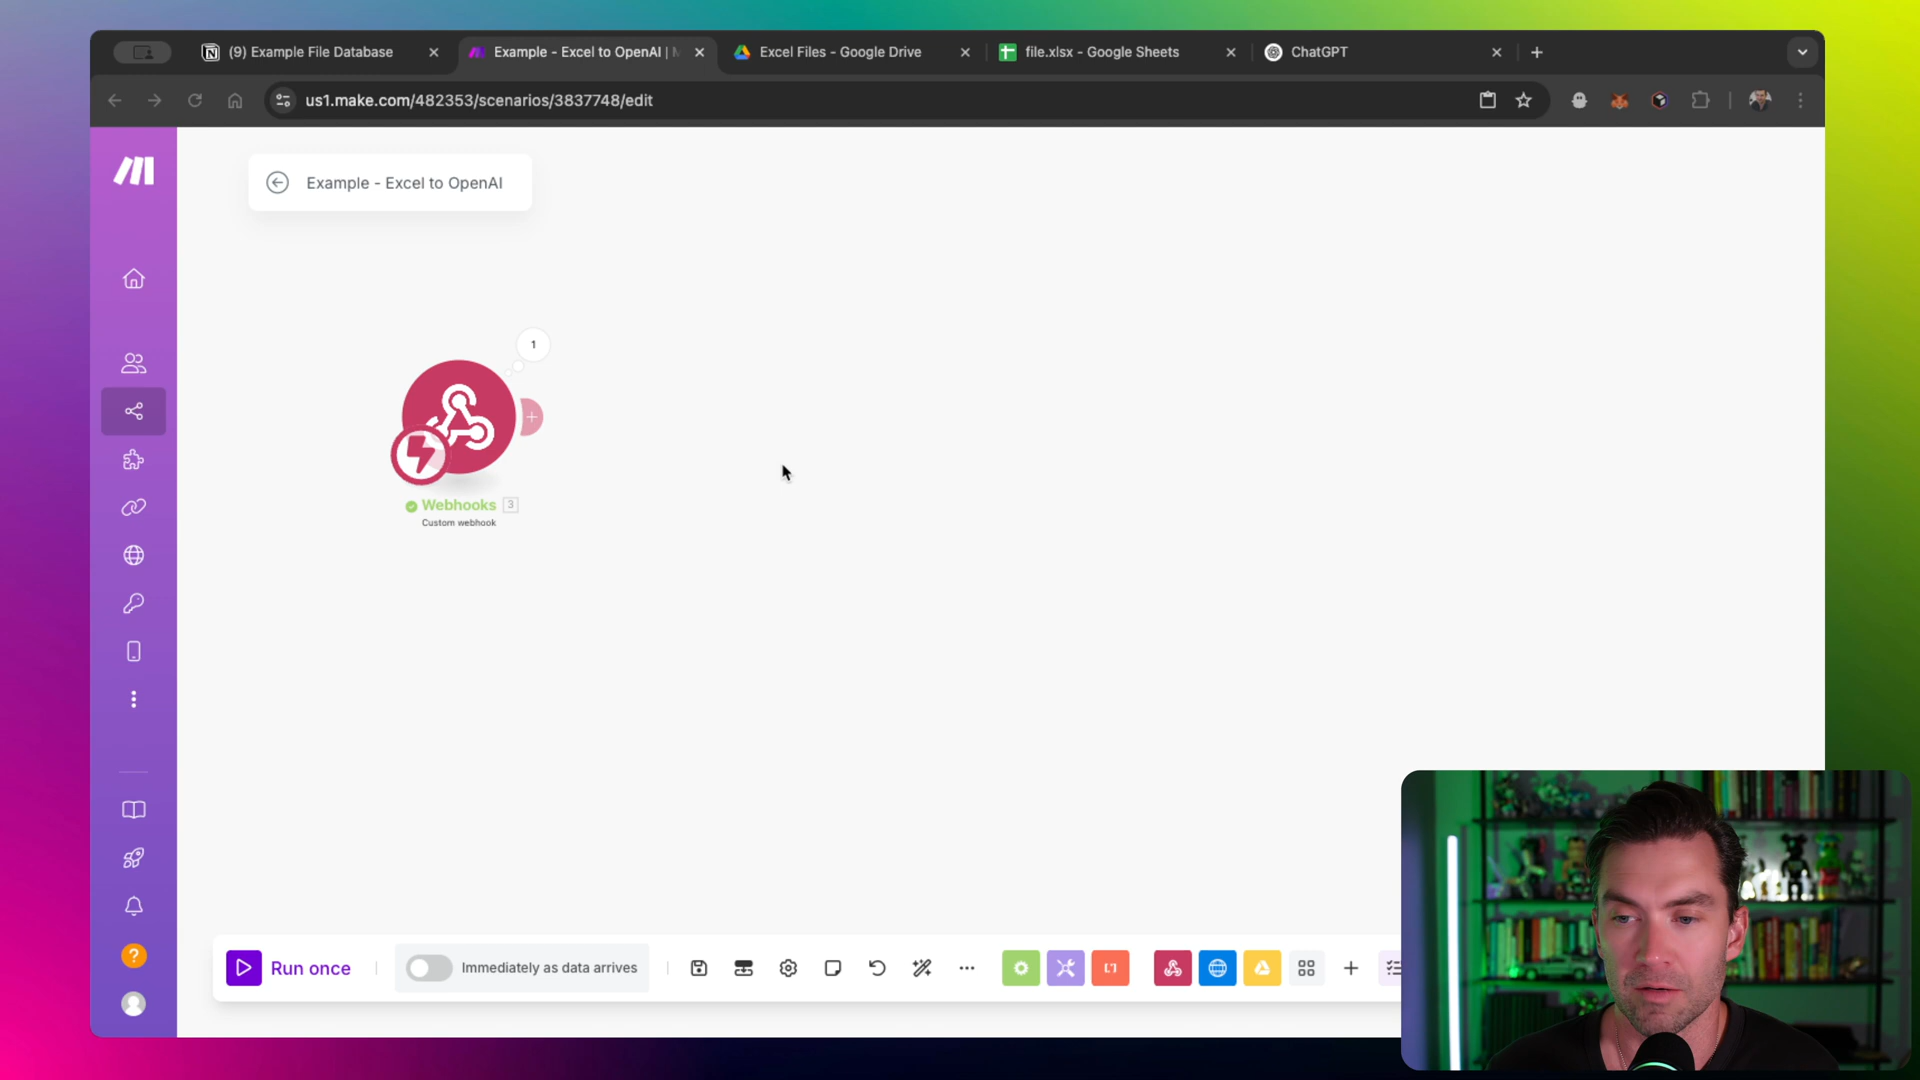 (9) Example File Database
Example - Excel to OpenAI | M
Excel Files - Google Drive
file.xlsx - Google Sheets
ChatGPT
us1.make.com/482353/scenarios/3837748/edit
Example - Excel to OpenAI
1
Webhooks 3
Custom webhook
Run once
Immediately as data arrives
?